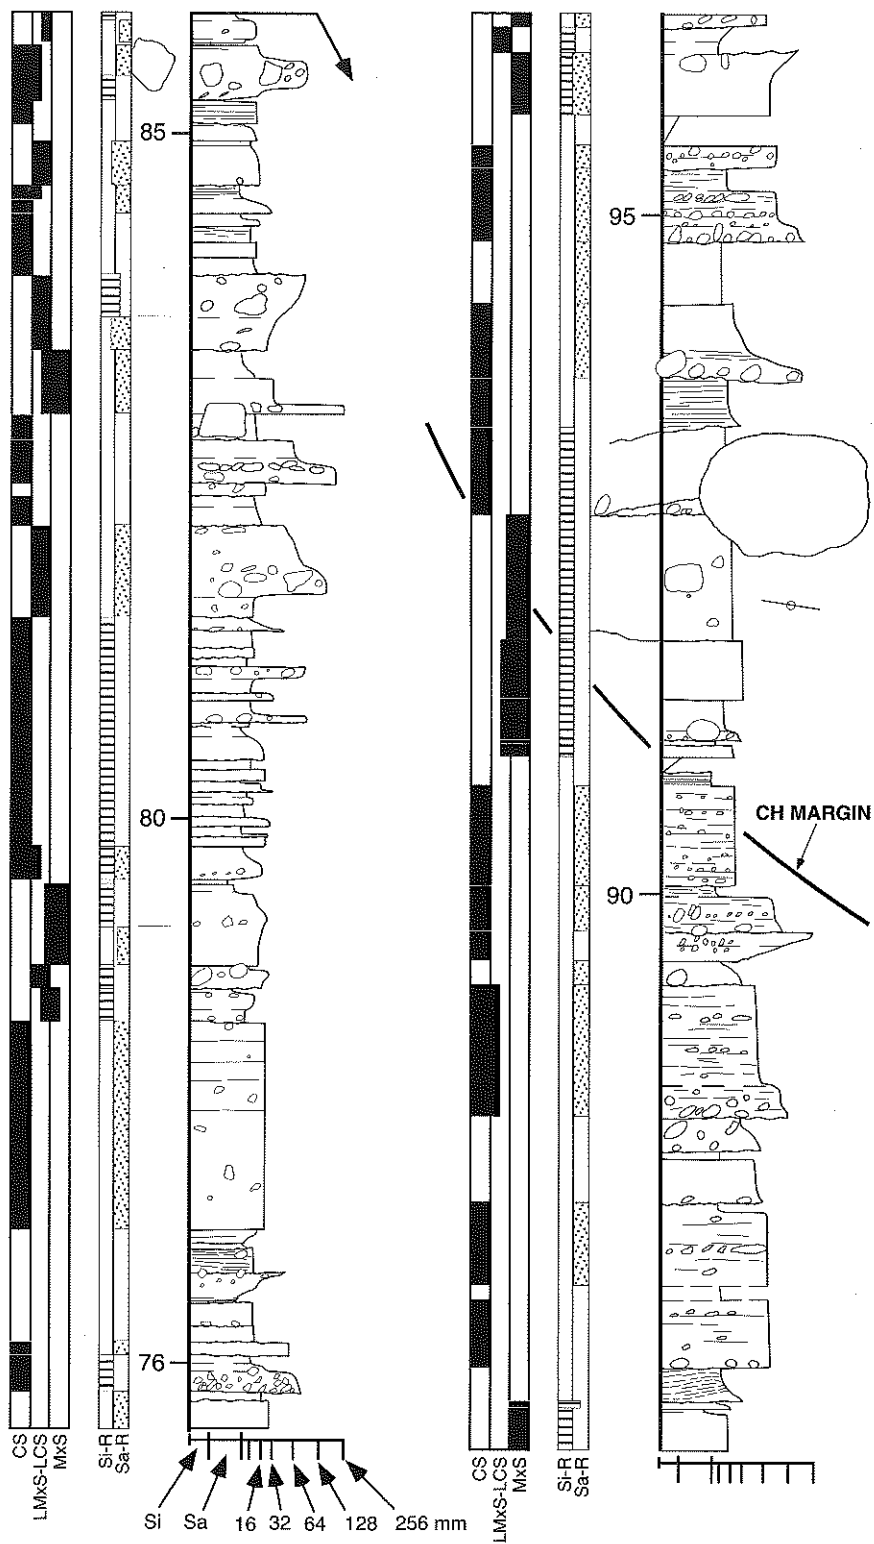 85
80
76
CS
LMxS-LCS
MxS
Si-R
Sa-R
Si Sa 16 32 64 128 256 mm
95
90
CH MARGIN
CS
LMxS-LCS
MxS
Si-R
Sa-R